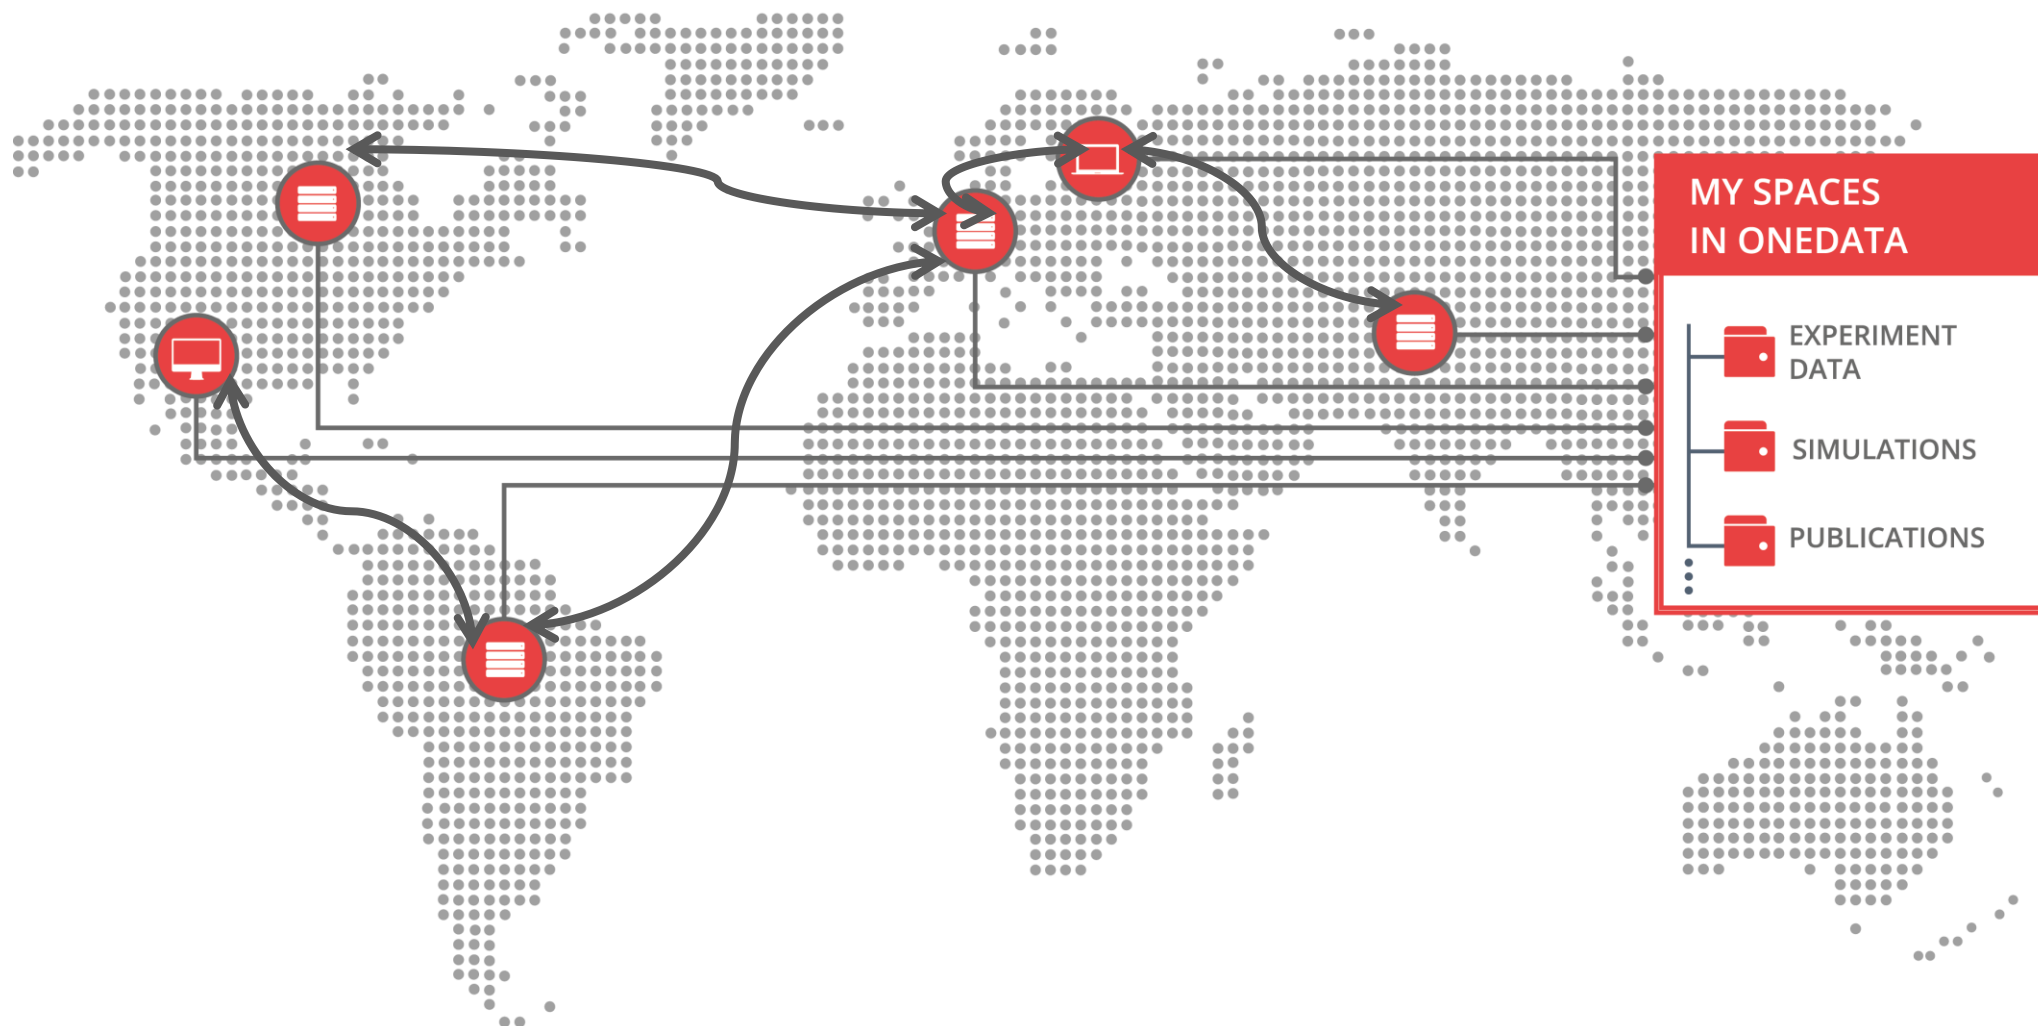 MY SPACES
IN ONEDATA
EXPERIMENT
DATA
SIMULATIONS
PUBLICATIONS